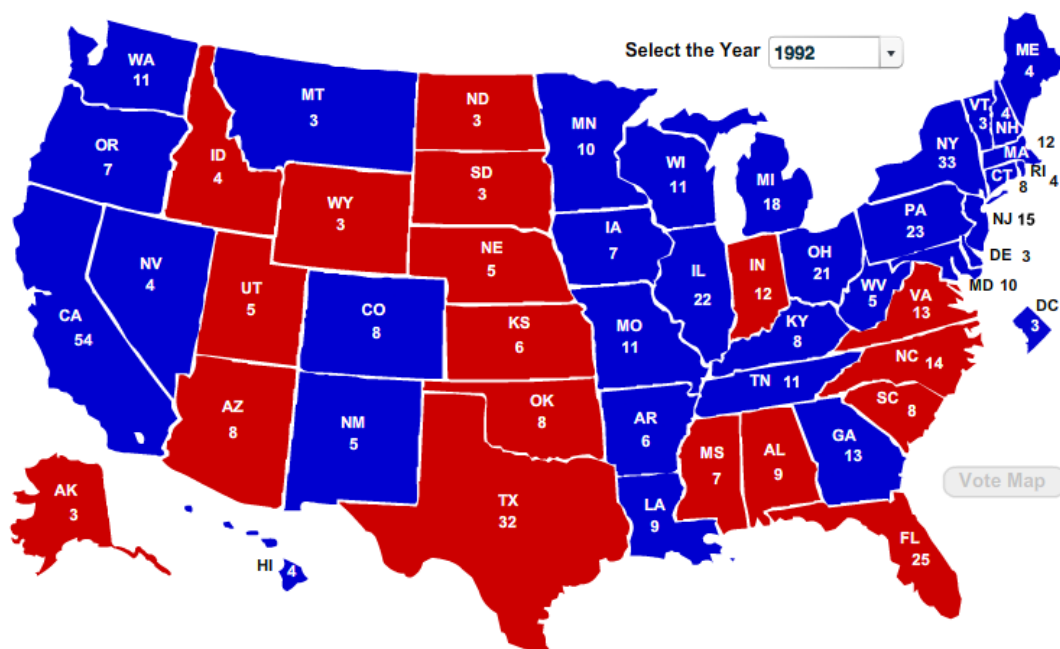 Select the Year 1992
WA
11
OR
7
CA
54
NV
4
ID
4
MT
3
WY
3
UT
5
AZ
8
CO
8
NM
5
ND
3
SD
3
NE
5
KS
6
OK
8
TX
32
MN
10
IA
7
MO
11
AR
6
LA
9
WI
11
IL
22
MI
18
IN
12
OH
21
KY
8
TN 11
MS
7
AL
9
GA
13
FL
25
SC 8
NC 14
VA
13
WV
5
PA
23
NY
33
VT
3
4
NH
ME
4
12
MA
RI 4
CT
8
NJ 15
DE 3
MD 10
DC
3
AK
3
HI 4
Vote Map